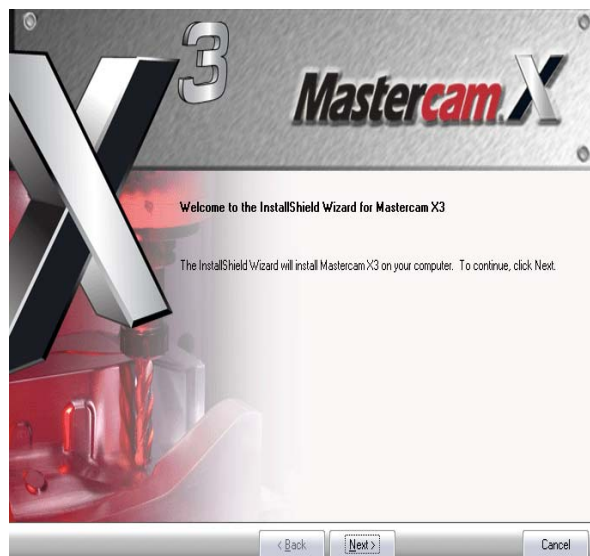 X3
Mastercam X
Welcome to the InstallShield Wizard for Mastercam X3
The InstallShield Wizard will install Mastercam X3 on your computer. To continue, click Next.
< Back Next > Cancel